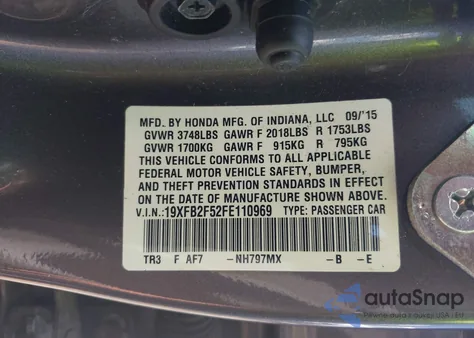 MFD. BY HONDA MFG. OF INDIANA, LLC 09/'15
GVWR 3748LBS GAWR F 2018LBS R 1753LBS
GVWR 1700KG GAWR F 915KG R 795KG
THIS VEHICLE CONFORMS TO ALL APPLICABLE
FEDERAL MOTOR VEHICLE SAFETY, BUMPER,
AND THEFT PREVENTION STANDARDS IN EFFECT
ON THE DATE OF MANUFACTURE SHOWN ABOVE.
V.I.N.:19XFB2F52FE110969 TYPE: PASSENGER CAR
TR3 F AF7 -NH797MX -B -E
autoSnap